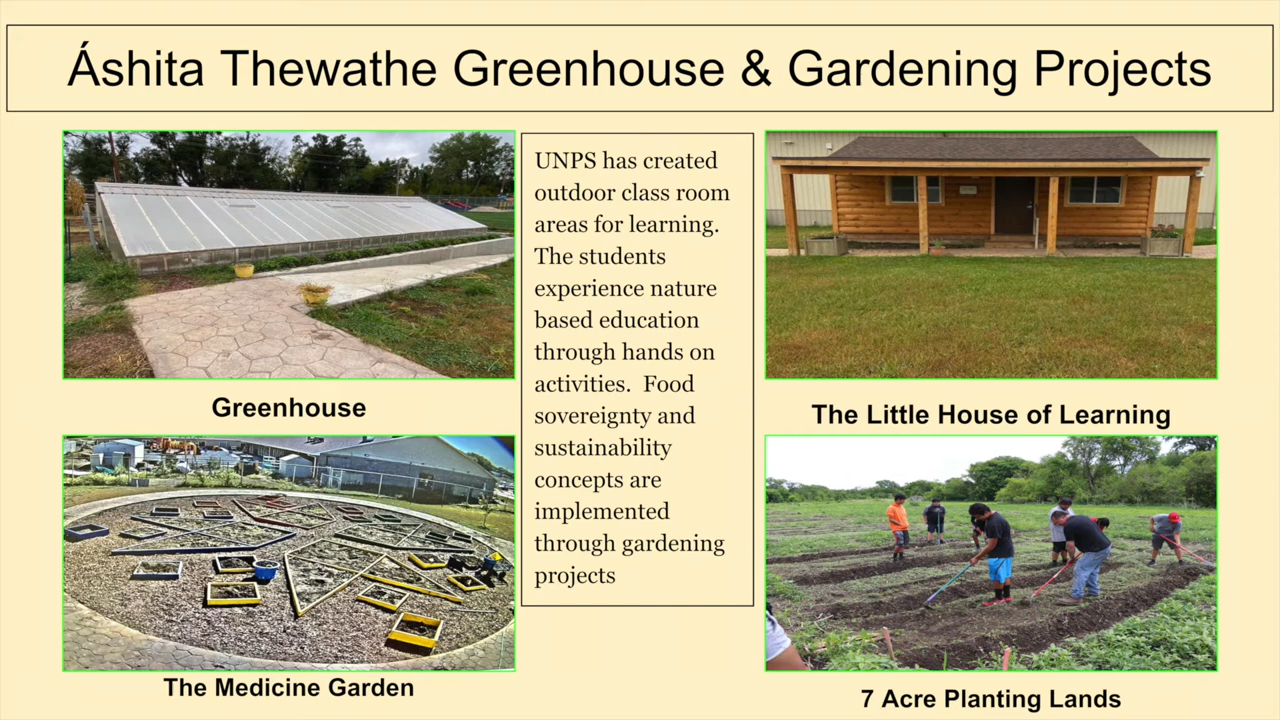 Áshita Thewathe Greenhouse & Gardening Projects
UNPS has created
outdoor class room
areas for learning.
The students
experience nature
based education
through hands on
activities.  Food
sovereignty and
sustainability
concepts are
implemented
through gardening
projects
Greenhouse
The Little House of Learning
The Medicine Garden
7 Acre Planting Lands